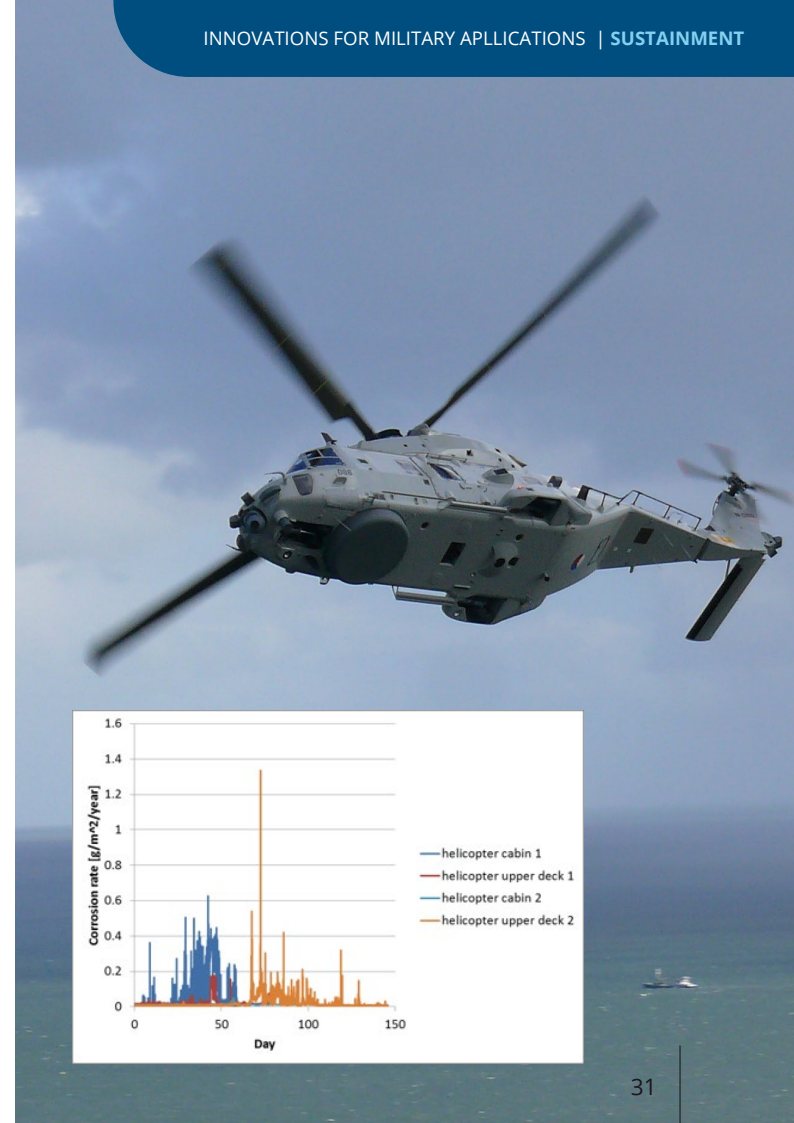 INNOVATIONS FOR MILITARY APLLICATIONS | SUSTAINMENT
088
1.6
1.4
1.2
1
0.8
0.6
0.4
0.2
0
Corrosion rate [g/m^2/year]
0 50 100 150
Day
helicopter cabin 1
helicopter upper deck 1
helicopter cabin 2
helicopter upper deck 2
31